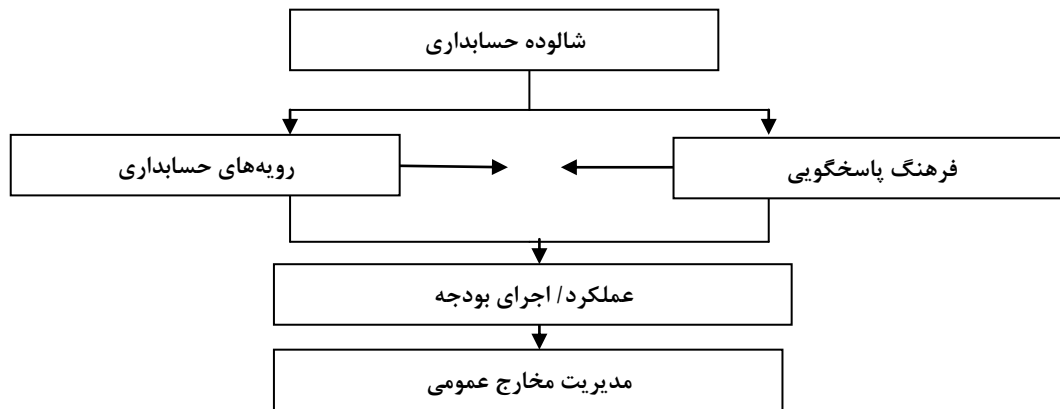 شالوده حسابداری
فرهنگ پاسخگویی
رویه‌های حسابداری
عملکرد/ اجرای بودجه
مدیریت مخارج عمومی